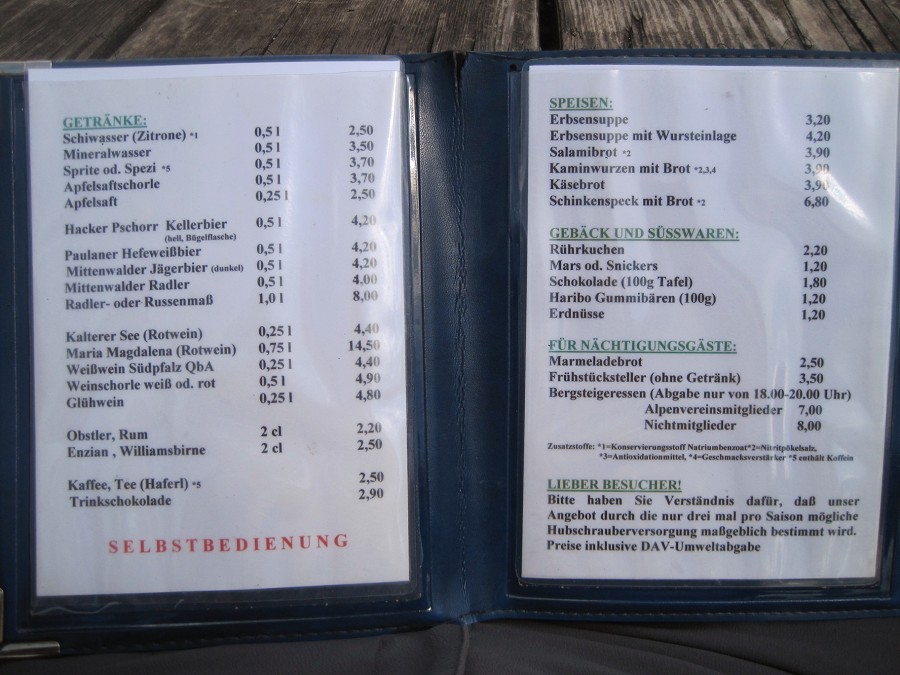 GETRÄNKE:
Schiwasser (Zitrone) *1 0,5 l 2,50
Mineralwasser 0,5 l 3,50
Sprite od. Spezi *5 0,5 l 3,70
Apfelsaftschorle 0,5 l 3,70
Apfelsaft 0,25 l 2,50
Hacker Pschorr Kellerbier 0,5 l 4,20
(hell, Bügelflasche)
Paulaner Hefeweißbier 0,5 l 4,20
Mittenwalder Jägerbier (dunkel) 0,5 l 4,20
Mittenwalder Radler 0,5 l 4,00
Radler- oder Russenmaß 1,0 l 8,00
Kalterer See (Rotwein) 0,25 l 4,40
Maria Magdalena (Rotwein) 0,75 l 14,50
Weißwein Südpfalz QbA 0,25 l 4,40
Weinschorle weiß od. rot 0,5 l 4,90
Glühwein 0,25 l 4,80
Obstler, Rum 2 cl 2,20
Enzian , Williamsbirne 2 cl 2,50
Kaffee, Tee (Haferl) *5 2,50
Trinkschokolade 2,90
SELBSTBEDIENUNG
SPEISEN:
Erbsensuppe 3,20
Erbsensuppe mit Wursteinlage 4,20
Salamibrot *2 3,90
Kaminwurzen mit Brot *2,3,4 3,90
Käsebrot 3,90
Schinkenspeck mit Brot *2 6,80
GEBÄCK UND SÜSSWAREN:
Rührkuchen 2,20
Mars od. Snickers 1,20
Schokolade (100g Tafel) 1,80
Haribo Gummibären (100g) 1,20
Erdnüsse 1,20
FÜR NÄCHTIGUNGSGÄSTE:
Marmeladebrot 2,50
Frühstücksteller (ohne Getränk) 3,50
Bergsteigeressen (Abgabe nur von 18.00-20.00 Uhr)
Alpenvereinsmitglieder 7,00
Nichtmitglieder 8,00
Zusatzstoffe: *1=Konservierungsstoff Natriumbenzoat*2=Nitritpökelsalz,
*3=Antioxidationmittel, *4=Geschmacksverstärker *5 enthält Koffein
LIEBER BESUCHER!
Bitte haben Sie Verständnis dafür, daß unser
Angebot durch die nur drei mal pro Saison mögliche
Hubschrauberversorgung maßgeblich bestimmt wird.
Preise inklusive DAV-Umweltabgabe